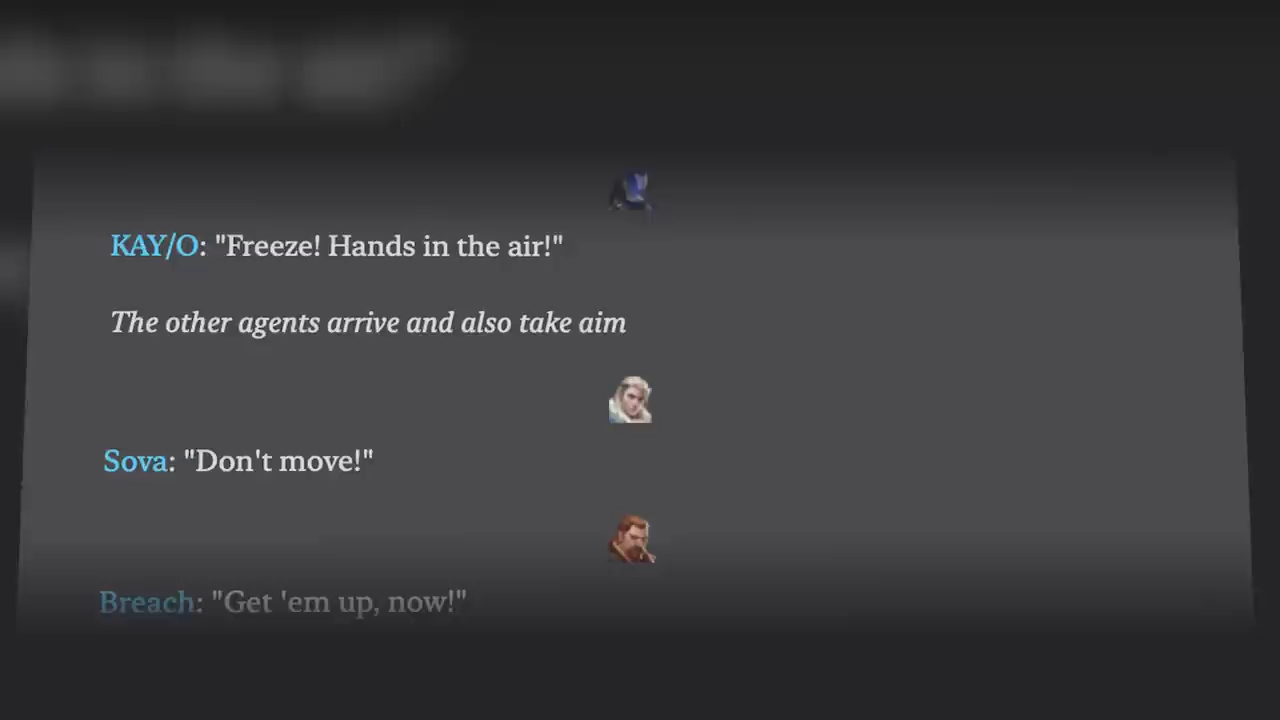 KAY/O: "Freeze! Hands in the air!"
The other agents arrive and also take aim
Sova: "Don't move!"
Breach: "Get 'em up, now!"